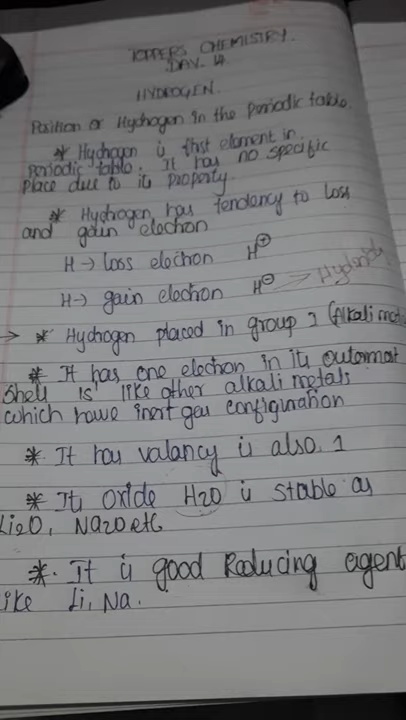 TOPPERS CHEMISTRY.
DAY-4.
HYDROGEN.
Position or Hydrogen in the Periodic table.
* Hydrogen is first element in
Periodic table. It has no specific
Place due to its Property.
* Hydrogen has tendency to loss
and gain electron
H → loss electron H⊕
H → gain electron H⊖ →
→ * Hydrogen placed in group 1 (Alkali met
* It has one electron in its outermost
Shell is like other alkali metals
which have inert gas configination
* It has valancy is also 1
* Its oxide H2O is stable as
Li2O, Na2O etc
*. It is good Reducing agent
like Li, Na.